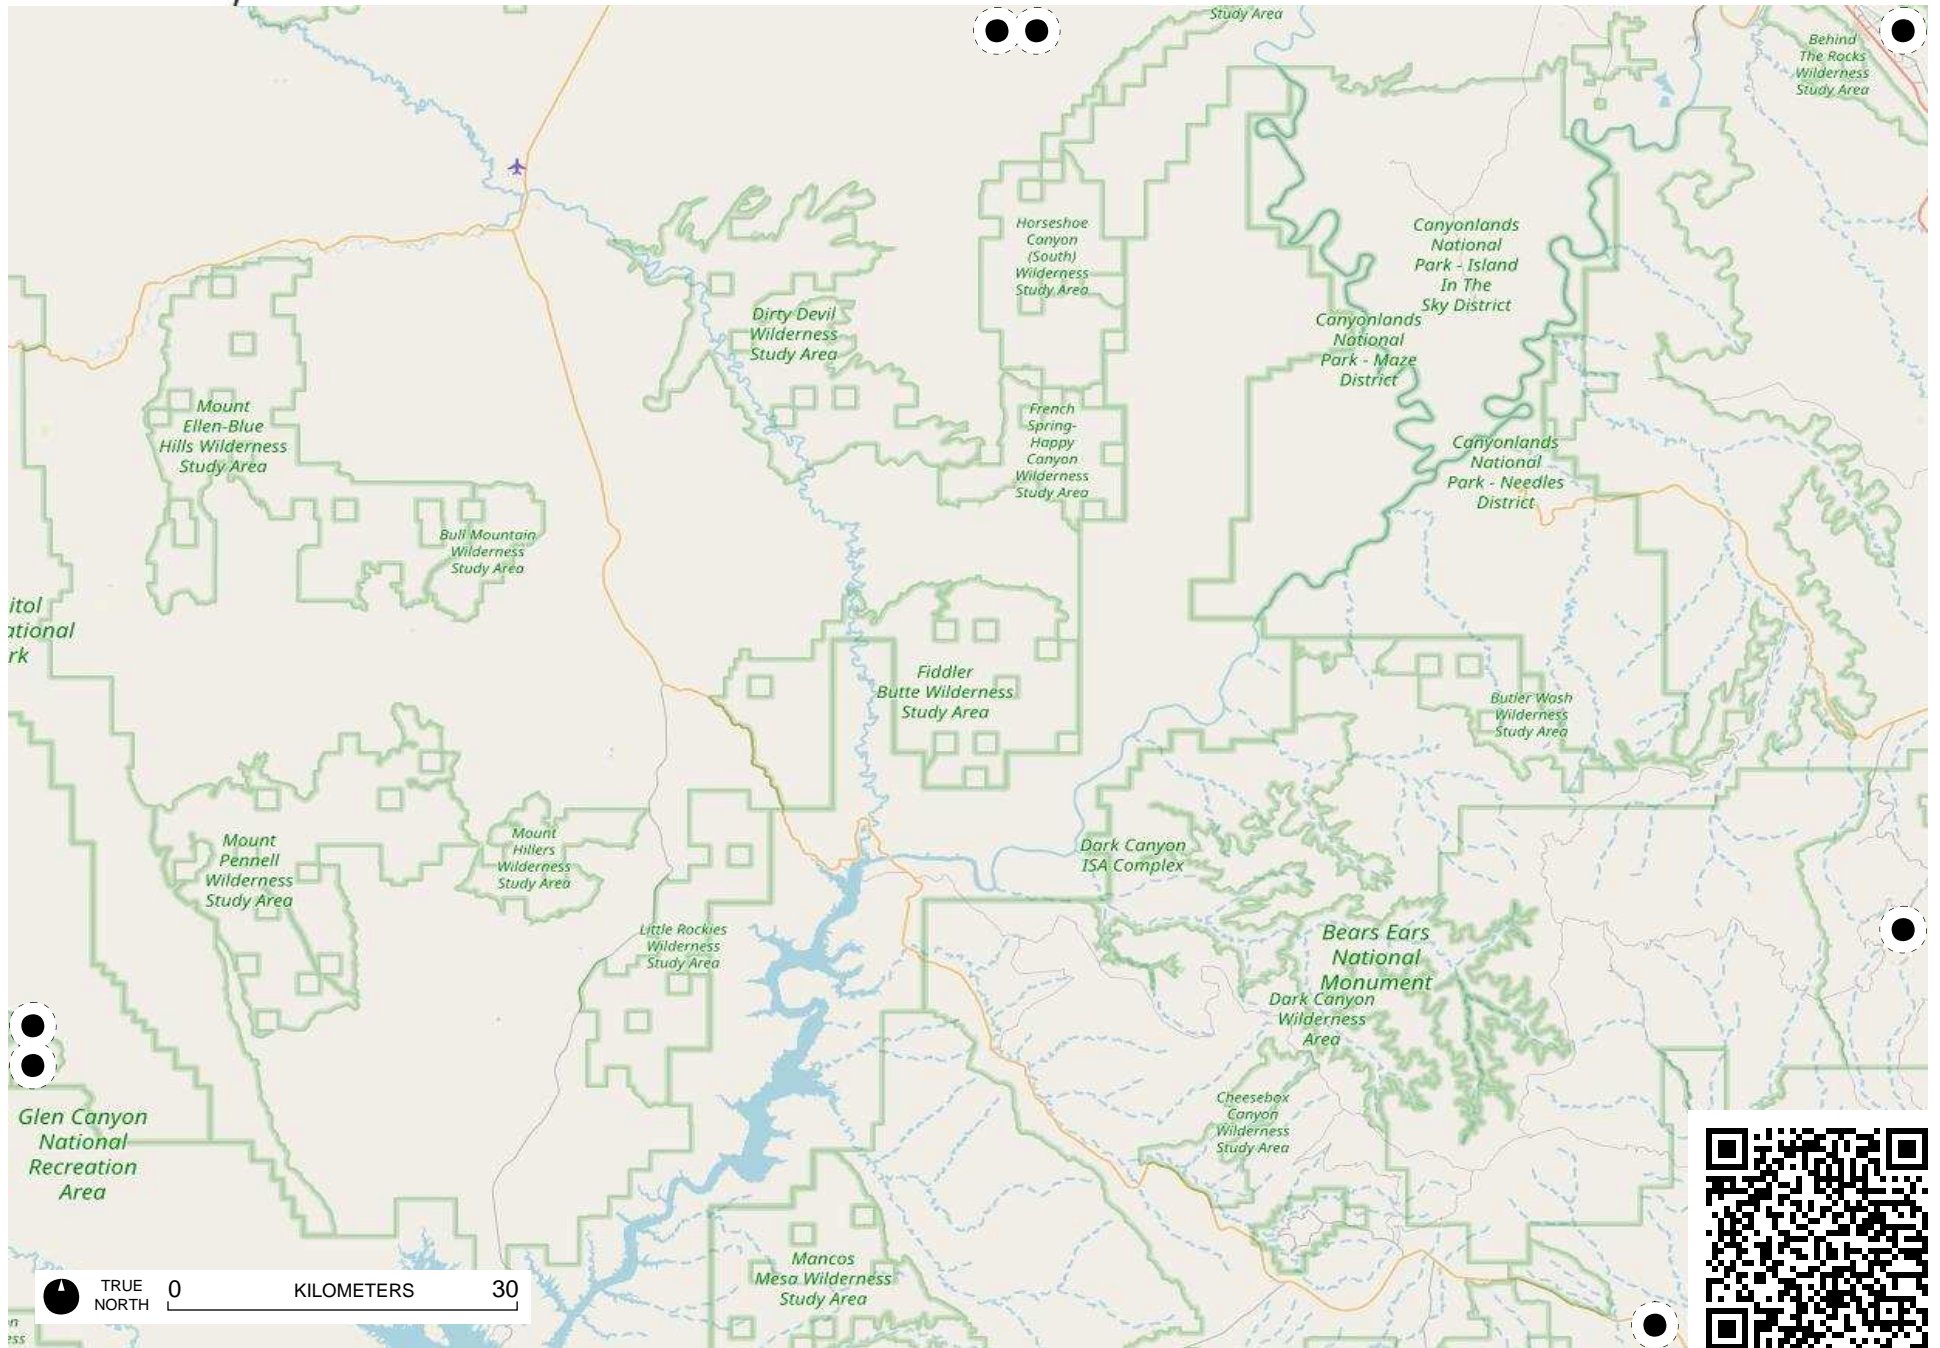 Study Area
Behind
The Rocks
Wilderness
Study Area
Horseshoe
Canyon
(South)
Wilderness
Study Area
Canyonlands
National
Park - Island
In The
Sky District
Dirty Devil
Wilderness
Study Area
Canyonlands
National
Park - Maze
District
Mount
Ellen-Blue
Hills Wilderness
Study Area
French
Spring-
Happy
Canyon
Wilderness
Study Area
Canyonlands
National
Park - Needles
District
Bull Mountain
Wilderness
Study Area
itol
ational
rk
Fiddler
Butte Wilderness
Study Area
Butler Wash
Wilderness
Study Area
Mount
Pennell
Wilderness
Study Area
Mount
Hillers
Wilderness
Study Area
Dark Canyon
ISA Complex
Little Rockies
Wilderness
Study Area
Bears Ears
National
Monument
Dark Canyon
Wilderness
Area
Glen Canyon
National
Recreation
Area
Cheesebox
Canyon
Wilderness
Study Area
Mancos
Mesa Wilderness
Study Area
TRUE
NORTH
0 KILOMETERS 30
n
ess